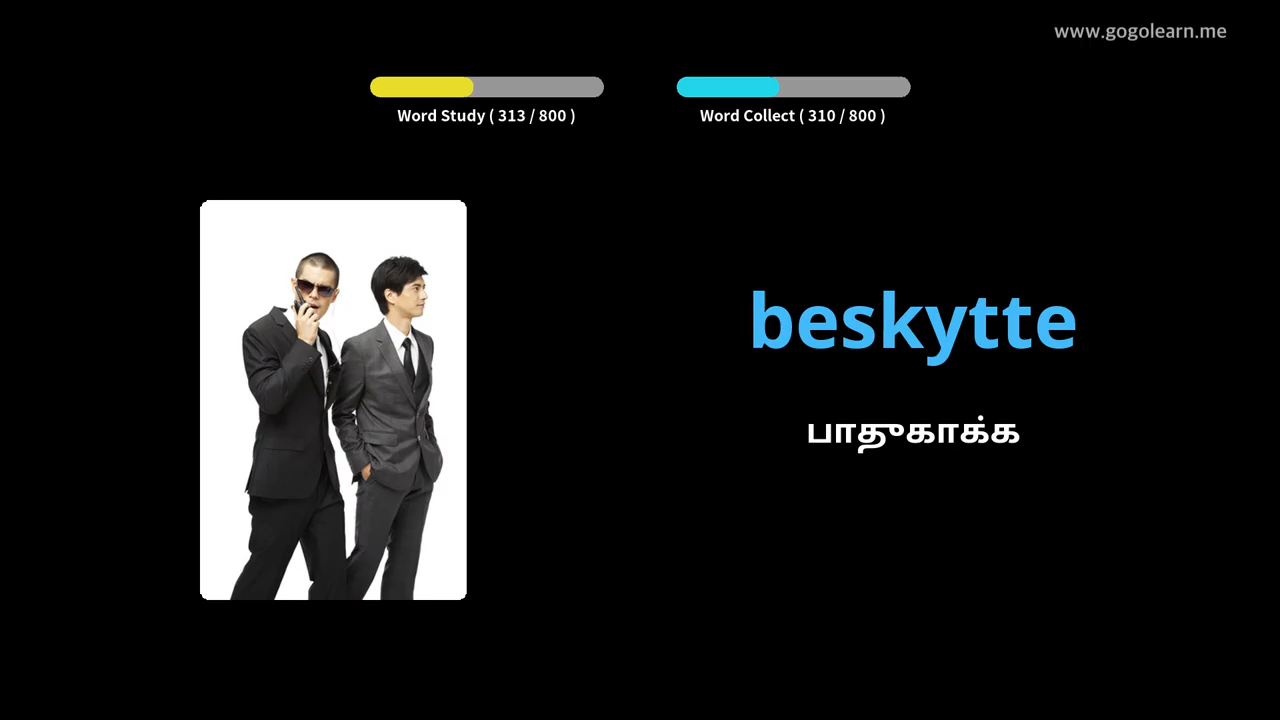 www.gogolearn.me
Word Study ( 313 / 800 )
Word Collect ( 310 / 800 )
beskytte
பாதுகாக்க